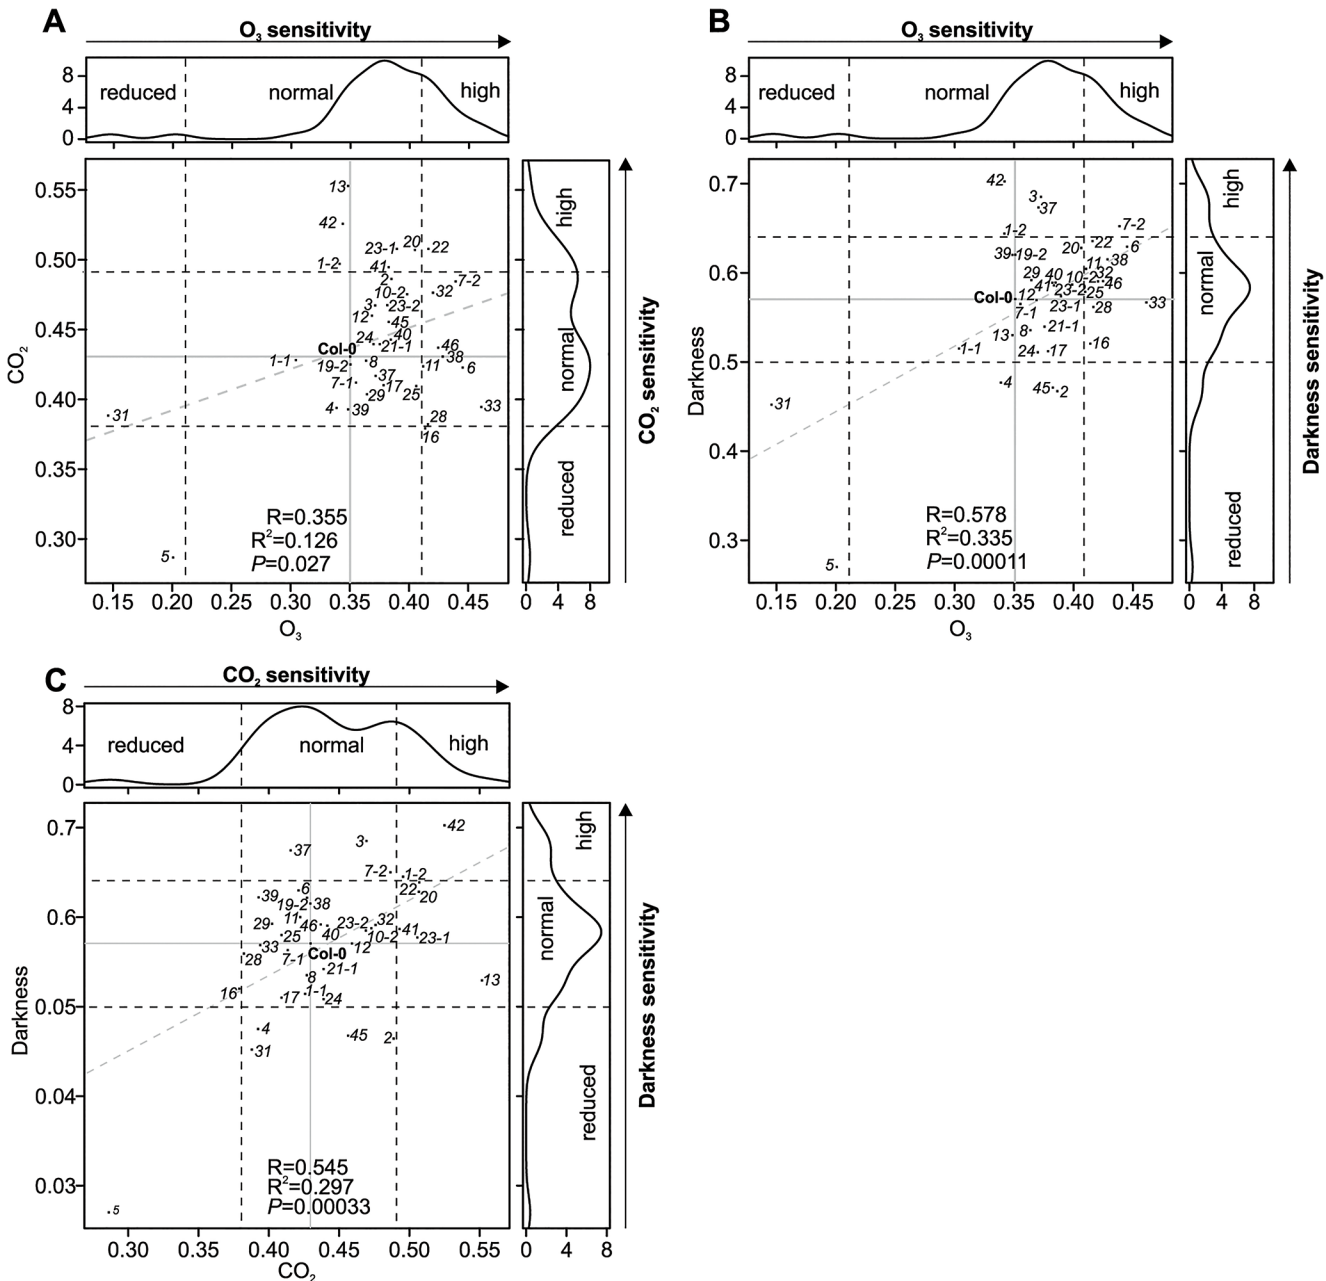 A
O3 sensitivity
8
4
0
reduced
normal
high
0.55
0.50
0.45
0.40
0.35
0.30
CO2
13
42
23-1 20 22
1-2 41
2 7-2
10-2 32
3 23-2
12 45
24 40
Col-0 21-1 46
1-1 8 38
19-2 11 6
37
7-1 17
29 25
4 39 33
31 28
16
5
R=0.355
R2=0.126
P=0.027
0.15 0.20 0.25 0.30 0.35 0.40 0.45
O3
high
normal
reduced
0 4 8
CO2 sensitivity
B
O3 sensitivity
8
4
0
reduced
normal
high
0.7
0.6
0.5
0.4
0.3
Darkness
42
3
37
1-2 7-2
20 22 6
39 19-2 11 38
29 40 10-2 32
41 23-2 25 46
Col-0 12
7-1 23-1 28 33
13 8 21-1
1-1 24 17 16
4 45 2
31
5
R=0.578
R2=0.335
P=0.00011
0.15 0.20 0.25 0.30 0.35 0.40 0.45
O3
high
normal
reduced
0 4 8
Darkness sensitivity
C
CO2 sensitivity
8
4
0
reduced
normal
high
0.7
0.6
0.05
0.04
0.03
Darkness
42
37 3
7-2 1-2
6 22 20
39 19-2 38
29 11 46 23-2 32
25 40 10-2 41 23-1
33 12
28 7-1 Col-0
8 21-1 13
16 17 1-1 24
4 45 2
31
5
R=0.545
R2=0.297
P=0.00033
0.30 0.35 0.40 0.45 0.50 0.55
CO2
high
normal
reduced
0 4 8
Darkness sensitivity